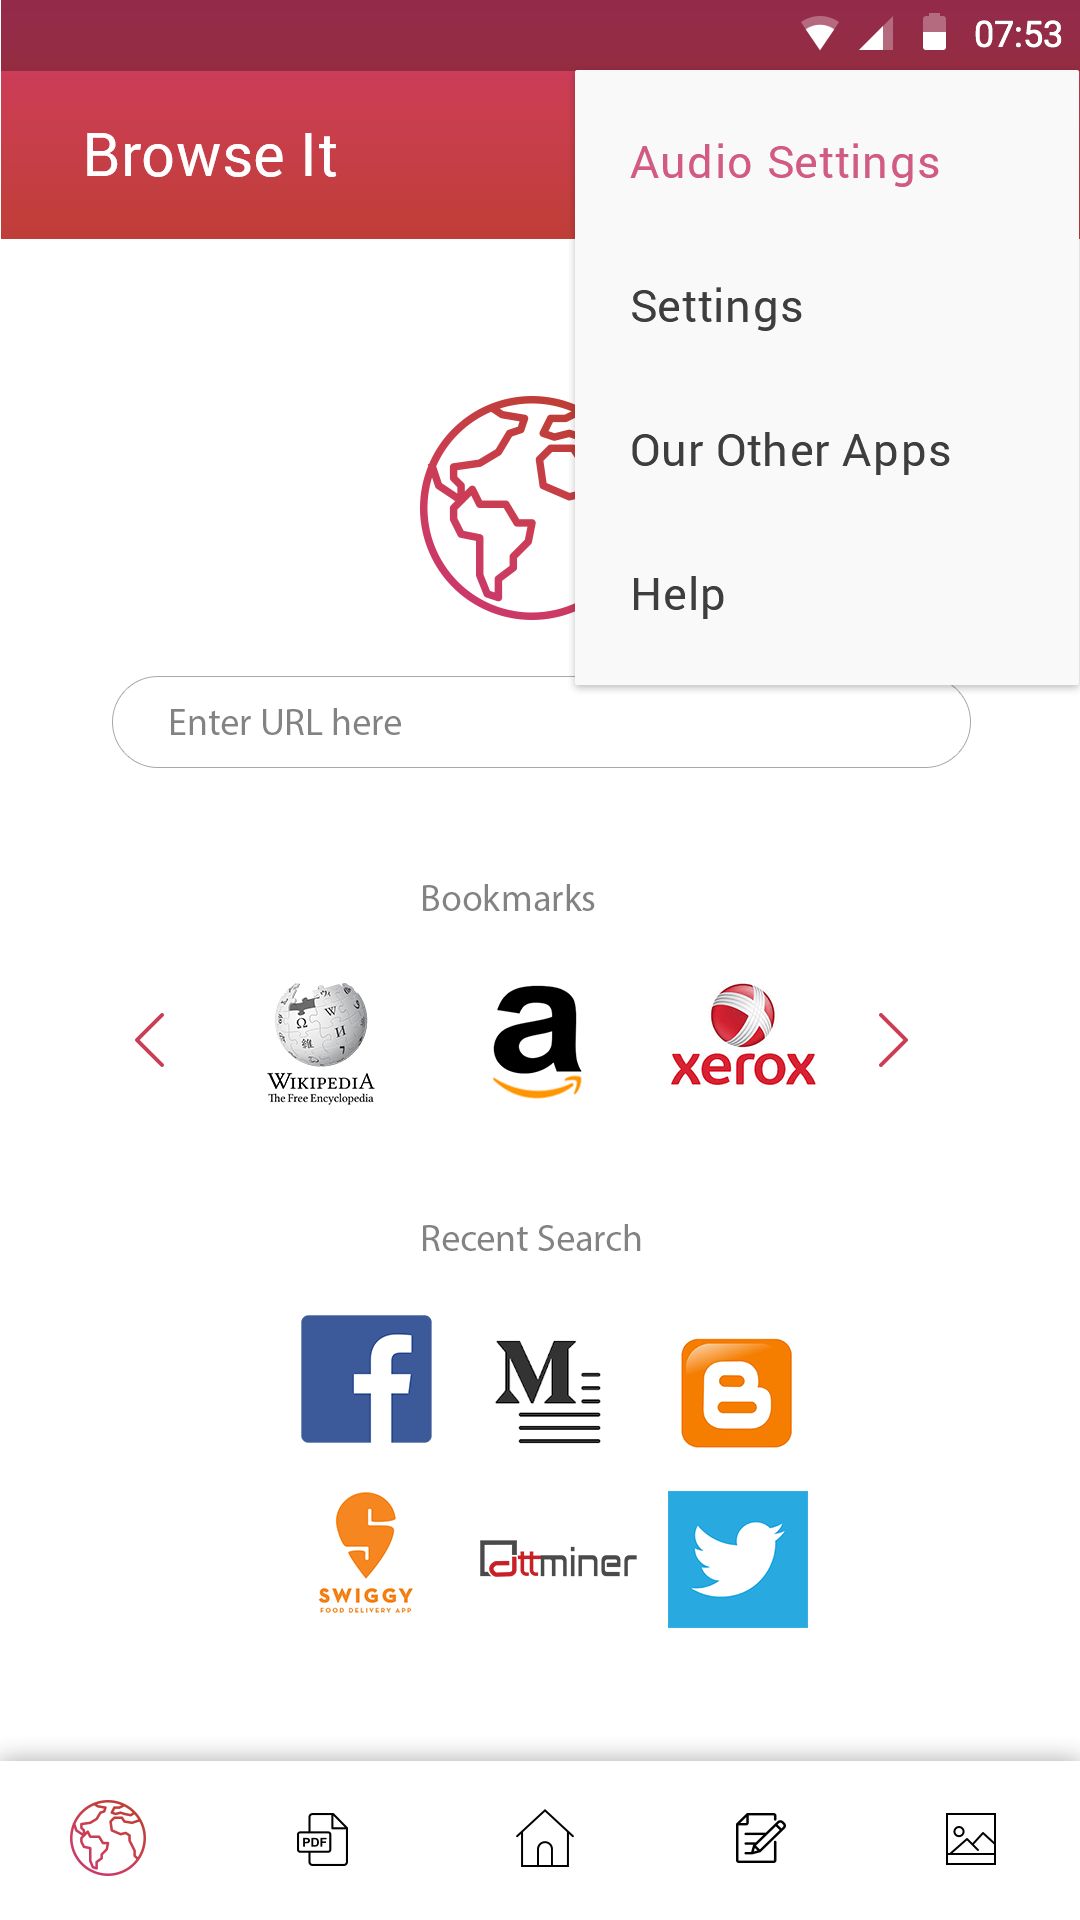 07:53
Browse It
Audio Settings
Settings
Our Other Apps
Help
Enter URL here
Bookmarks
WIKIPEDIA
The Free Encyclopedia
a
xerox
Recent Search
f
M
B
SWIGGY
FOOD DELIVERY APP
attminer
PDF